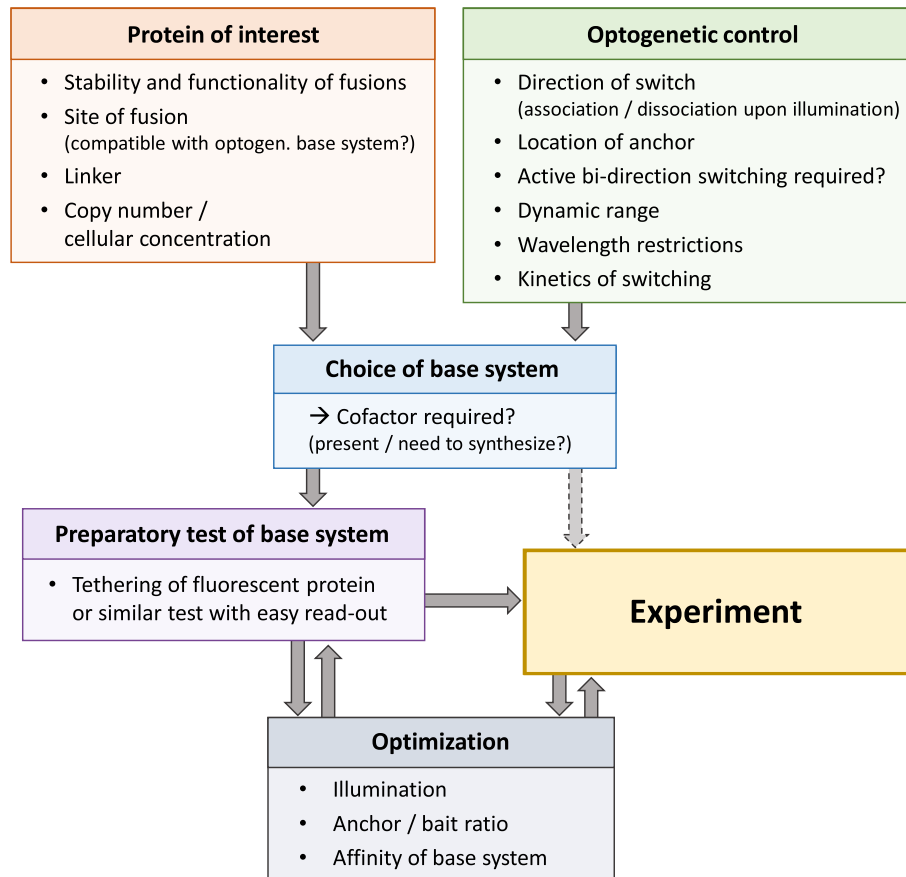 Protein of interest
• Stability and functionality of fusions
• Site of fusion
(compatible with optogen. base system?)
• Linker
• Copy number /
cellular concentration
Optogenetic control
• Direction of switch
(association / dissociation upon illumination)
• Location of anchor
• Active bi-direction switching required?
• Dynamic range
• Wavelength restrictions
• Kinetics of switching
Choice of base system
→ Cofactor required?
(present / need to synthesize?)
Preparatory test of base system
• Tethering of fluorescent protein
or similar test with easy read-out
Experiment
Optimization
• Illumination
• Anchor / bait ratio
• Affinity of base system